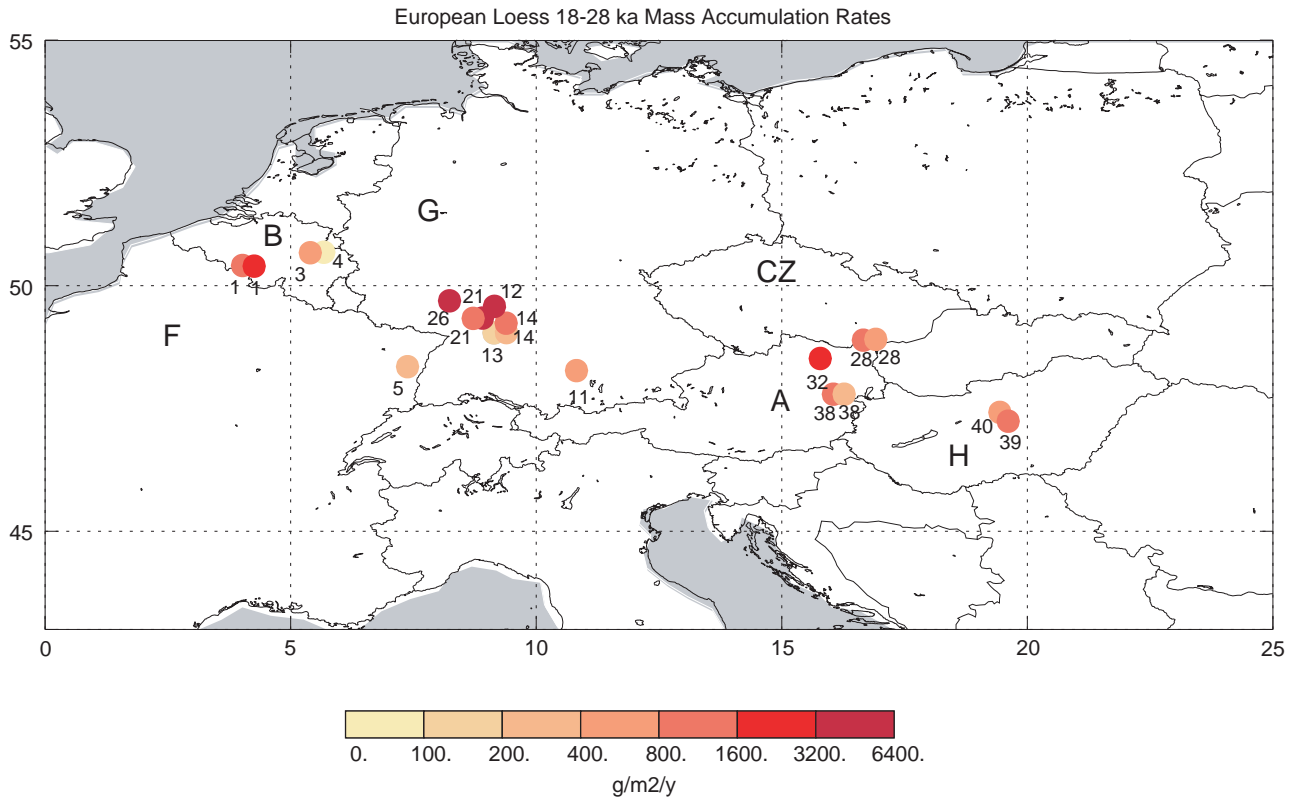 European Loess 18-28 ka Mass Accumulation Rates
55
G-
B
1 1 3 4
50
CZ
21 12
26 21 14
14
13
F
28 28
5 11 32
A
38 38
40 39
H
45
0 5 10 15 20 25
0. 100. 200. 400. 800. 1600. 3200. 6400.
g/m2/y